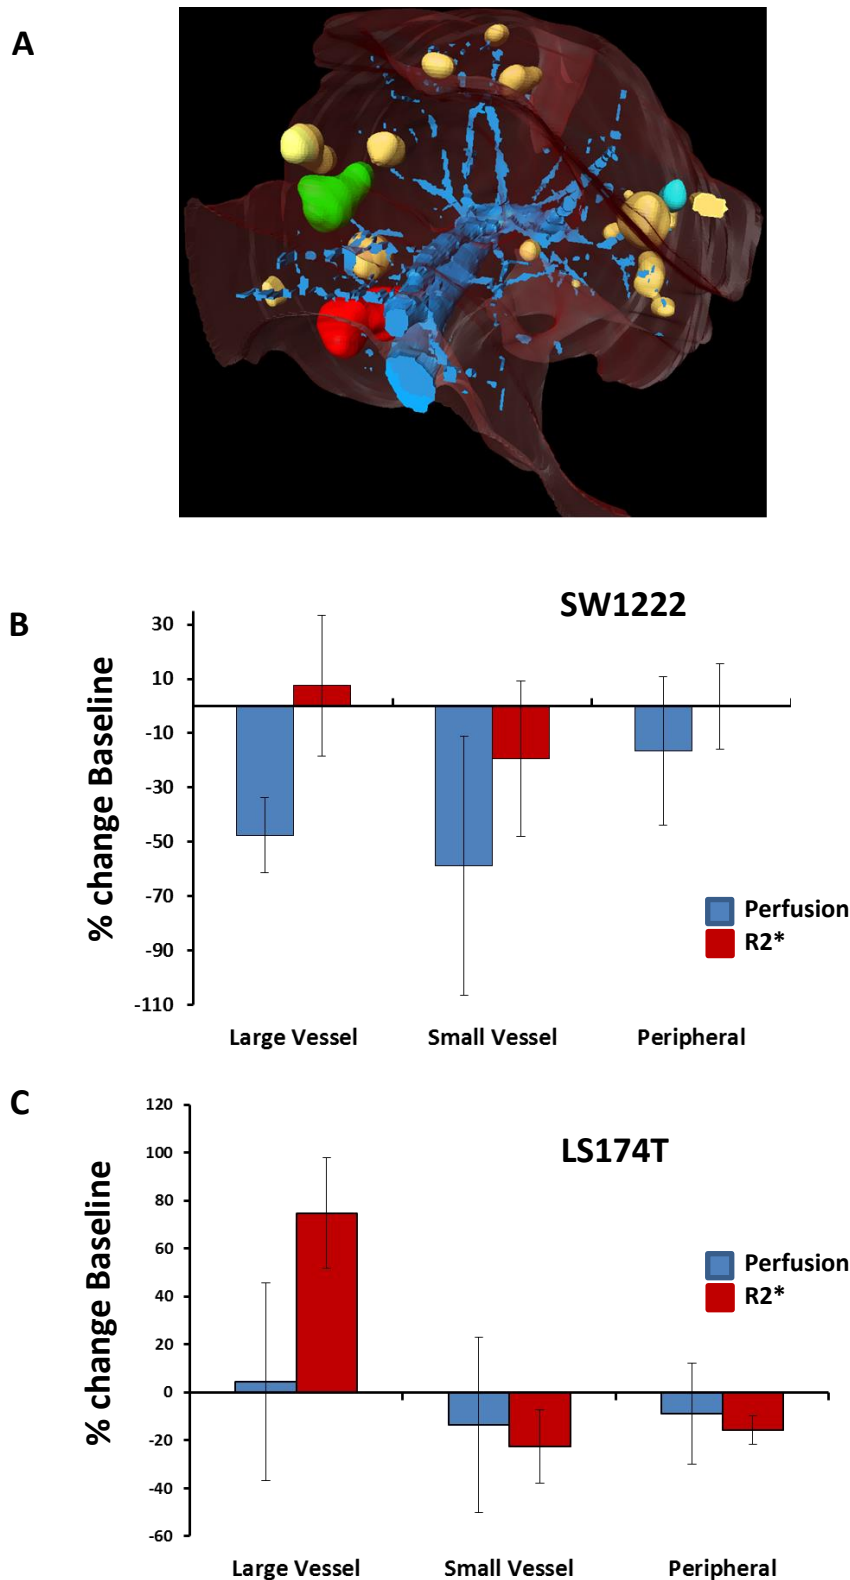 A
B
SW1222
% change Baseline
30
10
-10
-30
-50
-70
-90
-110
Perfusion
R2*
Large Vessel Small Vessel Peripheral
C
LS174T
% change Baseline
120
100
80
60
40
20
0
-20
-40
-60
Perfusion
R2*
Large Vessel Small Vessel Peripheral